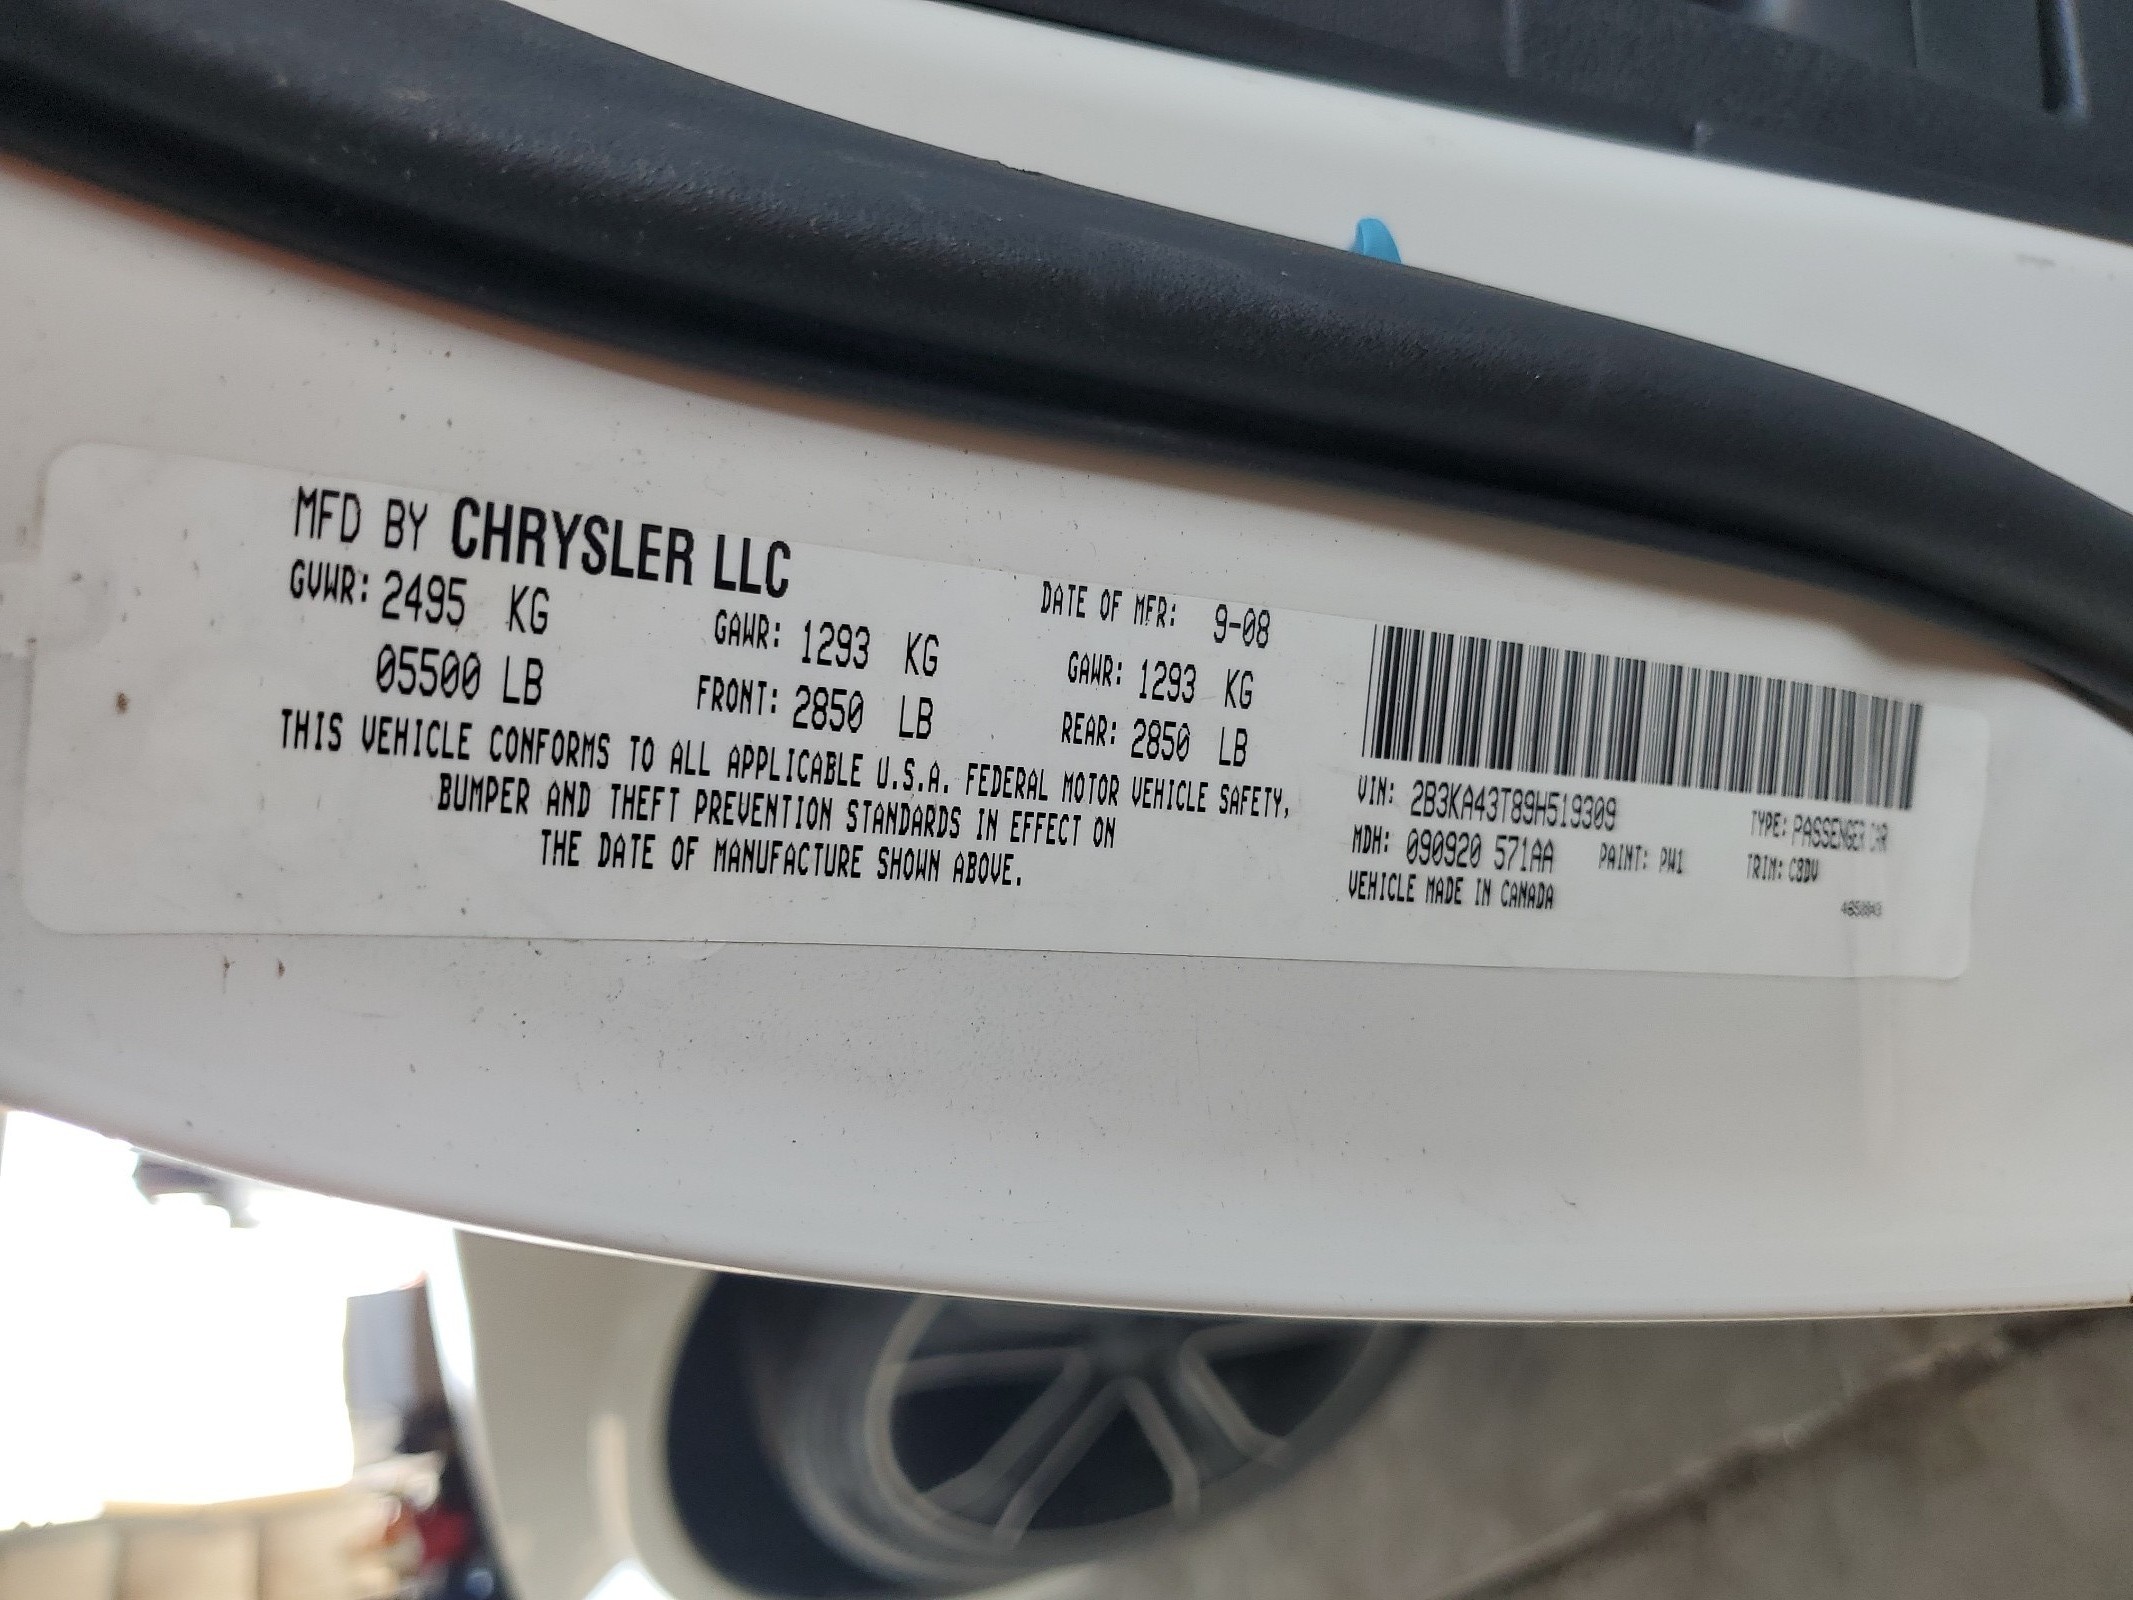 MFD BY CHRYSLER LLC
DATE OF MFR: 9-08
GVWR: 2495 KG
GAWR: 1293 KG
GAWR: 1293 KG
05500 LB
FRONT: 2850 LB
REAR: 2850 LB
THIS VEHICLE CONFORMS TO ALL APPLICABLE U.S.A. FEDERAL MOTOR VEHICLE SAFETY,
BUMPER AND THEFT PREVENTION STANDARDS IN EFFECT ON
THE DATE OF MANUFACTURE SHOWN ABOVE.
VIN: 2B3KA43T89H519309
TYPE: PASSENGER CAR
MDH: 090920 571AA PAINT: PW1
TRIM: C9DV
VEHICLE MADE IN CANADA